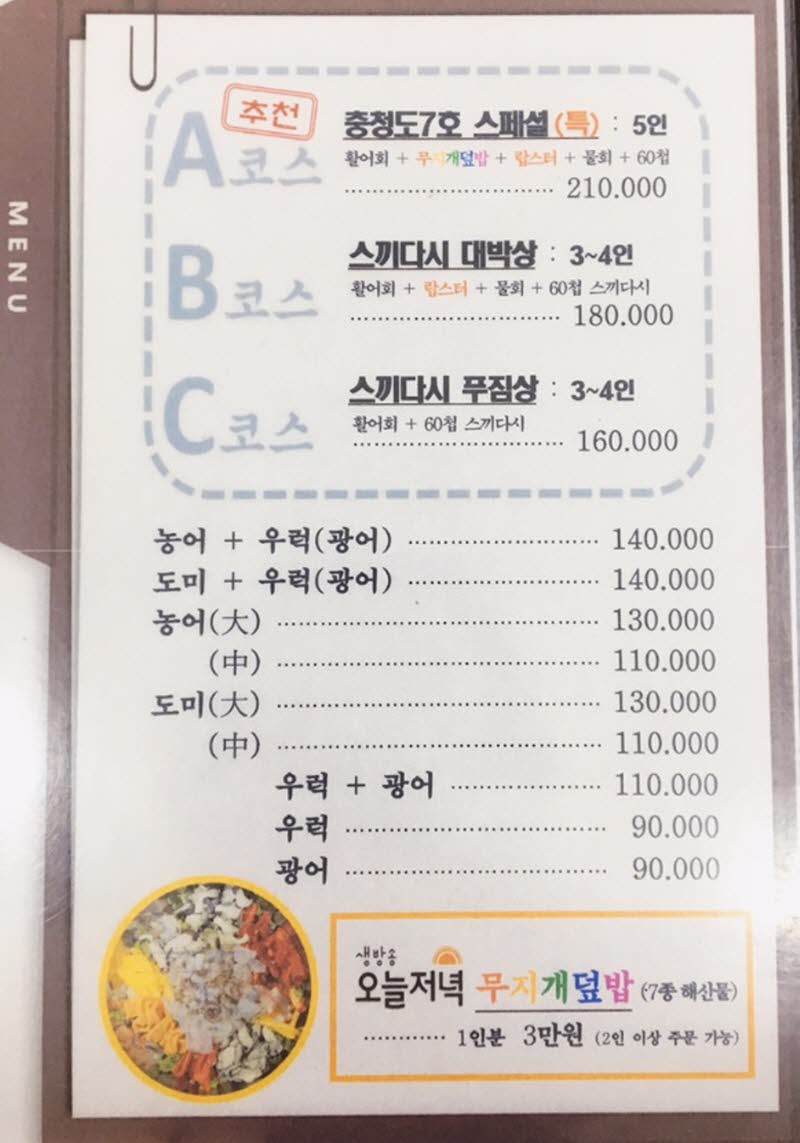 MENU
추천
A코스
충청도7호 스페셜(특) : 5인
활어회 + 무지개덮밥 + 랍스터 + 물회 + 60첩
........................... 210.000
B코스
스끼다시 대박상 : 3~4인
활어회 + 랍스터 + 물회 + 60첩 스끼다시
........................... 180.000
C코스
스끼다시 푸짐상 : 3~4인
활어회 + 60첩 스끼다시
........................... 160.000
농어 + 우럭(광어) ........................... 140.000
도미 + 우럭(광어) ........................... 140.000
농어(大) ........................... 130.000
(中) ........................... 110.000
도미(大) ........................... 130.000
(中) ........................... 110.000
우럭 + 광어 ........................... 110.000
우럭 ........................... 90.000
광어 ........................... 90.000
생방송
오늘저녁 무지개덮밥 (7종 해산물)
............ 1인분 3만원 (2인 이상 주문 가능)